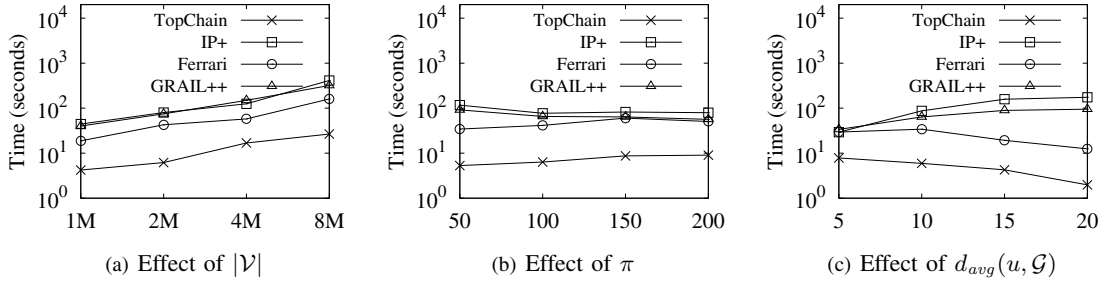 Time (seconds)
10^4
10^3
10^2
10^1
10^0
TopChain
IP+
Ferrari
GRAIL++
1M 2M 4M 8M
(a) Effect of |𝒱|
Time (seconds)
10^4
10^3
10^2
10^1
10^0
TopChain
IP+
Ferrari
GRAIL++
50 100 150 200
(b) Effect of π
Time (seconds)
10^4
10^3
10^2
10^1
10^0
TopChain
IP+
Ferrari
GRAIL++
5 10 15 20
(c) Effect of d_avg(u, 𝒢)